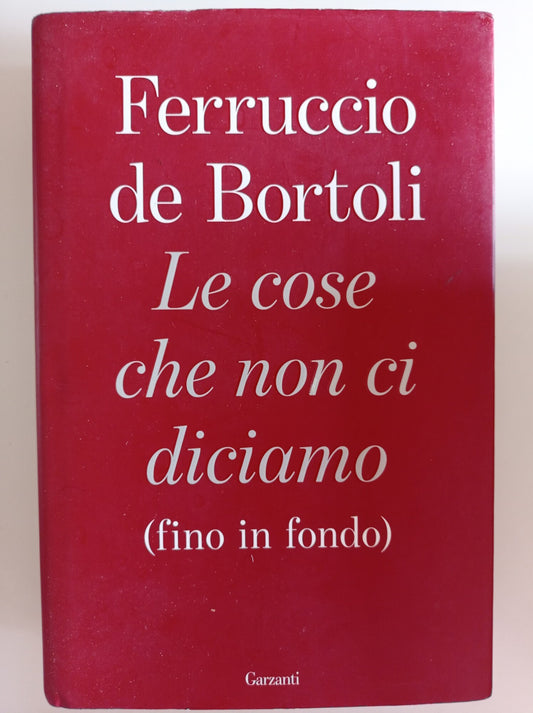 Ferruccio
de Bortoli
Le cose
che non ci
diciamo
(fino in fondo)
Garzanti